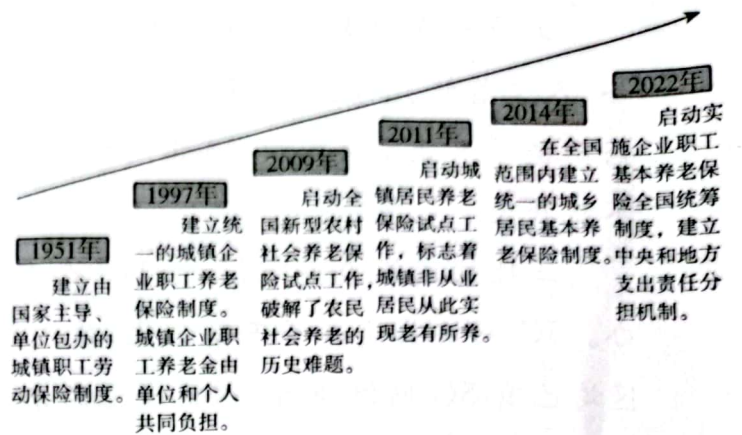 1951年
建立由
国家主导、
单位包办的
城镇职工劳
动保险制度。
1997年
建立统
一的城镇企
业职工养老
保险制度。
城镇企业职
工养老金由
单位和个人
共同负担。
2009年
启动全
国新型农村
社会养老保
险试点工作,
破解了农民
社会养老的
历史难题。
2011年
启动城
镇居民养老
保险试点工
作，标志着
城镇非从业
居民从此实
现老有所养。
2014年
在全国
范围内建立
统一的城乡
居民基本养
老保险制度。
2022年
启动实
施企业职工
基本养老保
险全国统筹
制度，建立
中央和地方
支出责任分
担机制。